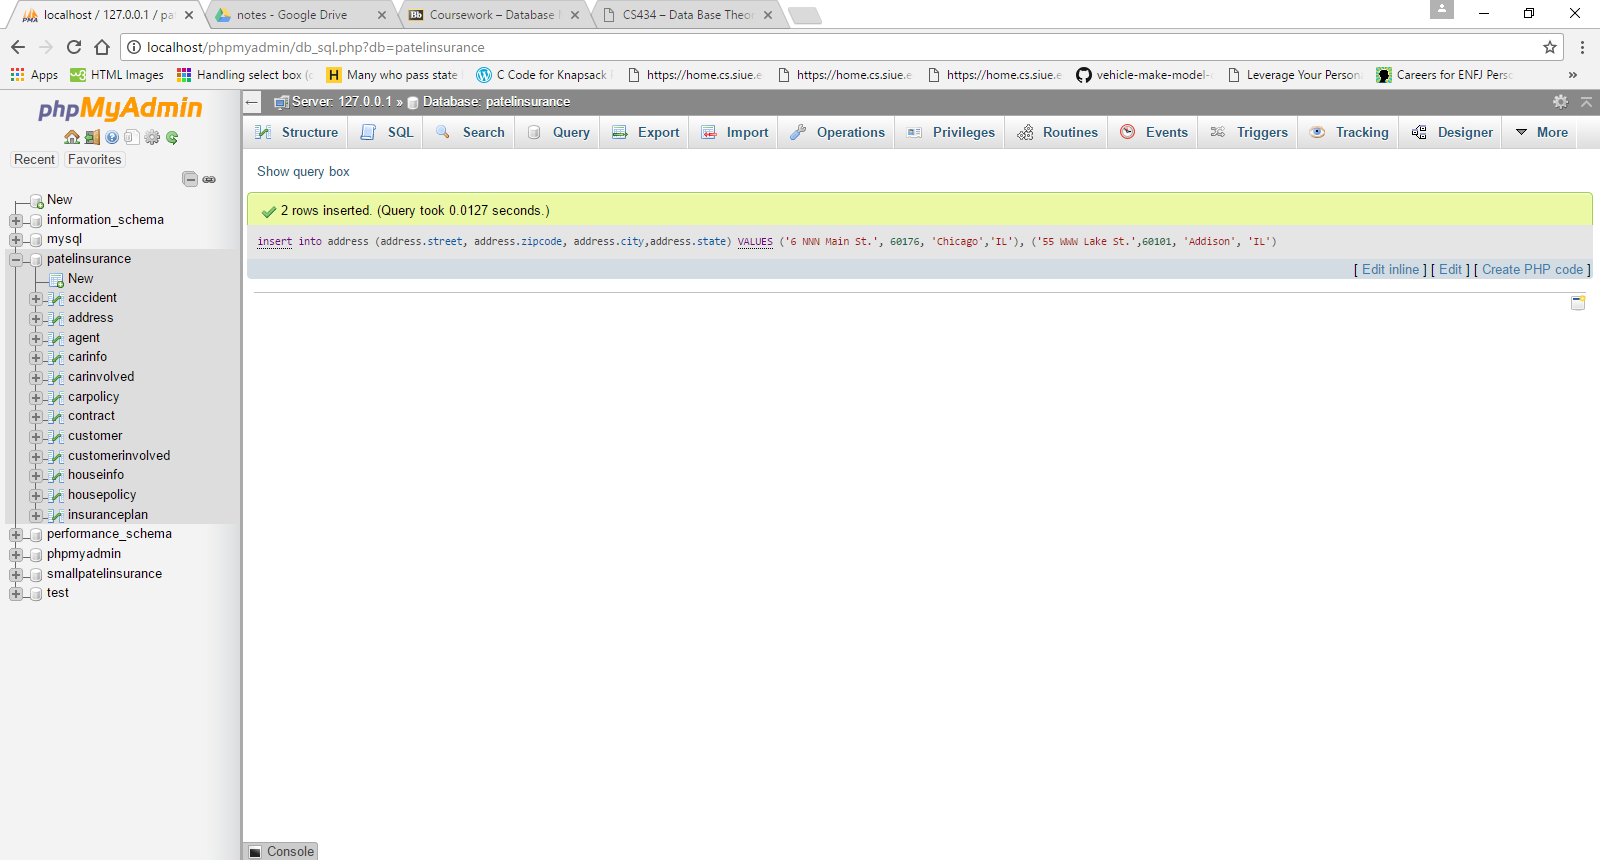 localhost / 127.0.0.1 / pat
notes - Google Drive
Coursework – Database
CS434 – Data Base Theor
localhost/phpmyadmin/db_sql.php?db=patelinsurance
Apps
HTML Images
Handling select box (
Many who pass state
C Code for Knapsack
https://home.cs.siue.e
https://home.cs.siue.e
https://home.cs.siue.e
vehicle-make-model-
Leverage Your Persona
Careers for ENFJ Perso
»
phpMyAdmin
Recent
Favorites
New
information_schema
mysql
patelinsurance
New
accident
address
agent
carinfo
carinvolved
carpolicy
contract
customer
customerinvolved
houseinfo
housepolicy
insuranceplan
performance_schema
phpmyadmin
smallpatelinsurance
test
Server: 127.0.0.1 » Database: patelinsurance
Structure
SQL
Search
Query
Export
Import
Operations
Privileges
Routines
Events
Triggers
Tracking
Designer
More
Show query box
2 rows inserted. (Query took 0.0127 seconds.)
insert into address (address.street, address.zipcode, address.city,address.state) VALUES ('6 NNN Main St.', 60176, 'Chicago','IL'), ('55 WWW Lake St.',60101, 'Addison', 'IL')
[ Edit inline ] [ Edit ] [ Create PHP code ]
Console